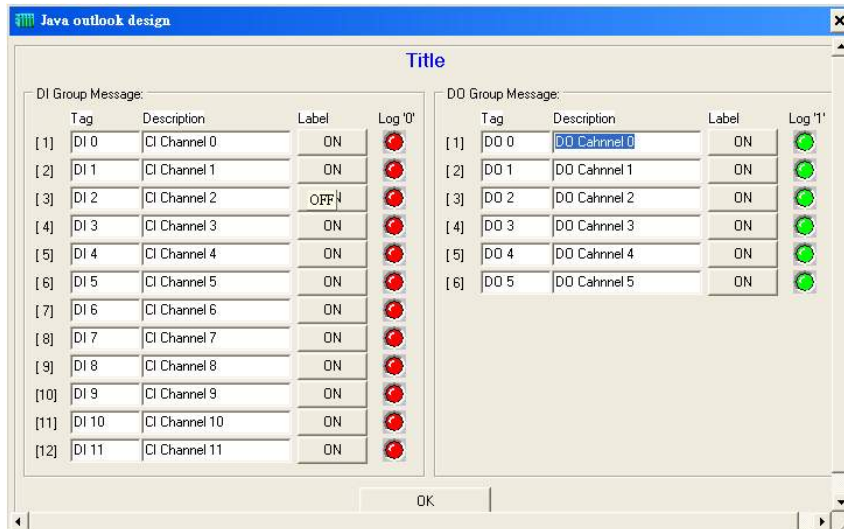 Java outlook design
Title
DI Group Message:
Tag Description Label Log '0'
[1] DI 0 CI Channel 0 ON
[2] DI 1 CI Channel 1 ON
[3] DI 2 CI Channel 2 OFF
[4] DI 3 CI Channel 3 ON
[5] DI 4 CI Channel 4 ON
[6] DI 5 CI Channel 5 ON
[7] DI 6 CI Channel 6 ON
[8] DI 7 CI Channel 7 ON
[9] DI 8 CI Channel 8 ON
[10] DI 9 CI Channel 9 ON
[11] DI 10 CI Channel 10 ON
[12] DI 11 CI Channel 11 ON
DO Group Message:
Tag Description Label Log '1'
[1] DO 0 DO Cahnnel 0 ON
[2] DO 1 DO Cahnnel 1 ON
[3] DO 2 DO Cahnnel 2 ON
[4] DO 3 DO Cahnnel 3 ON
[5] DO 4 DO Cahnnel 4 ON
[6] DO 5 DO Cahnnel 5 ON
OK